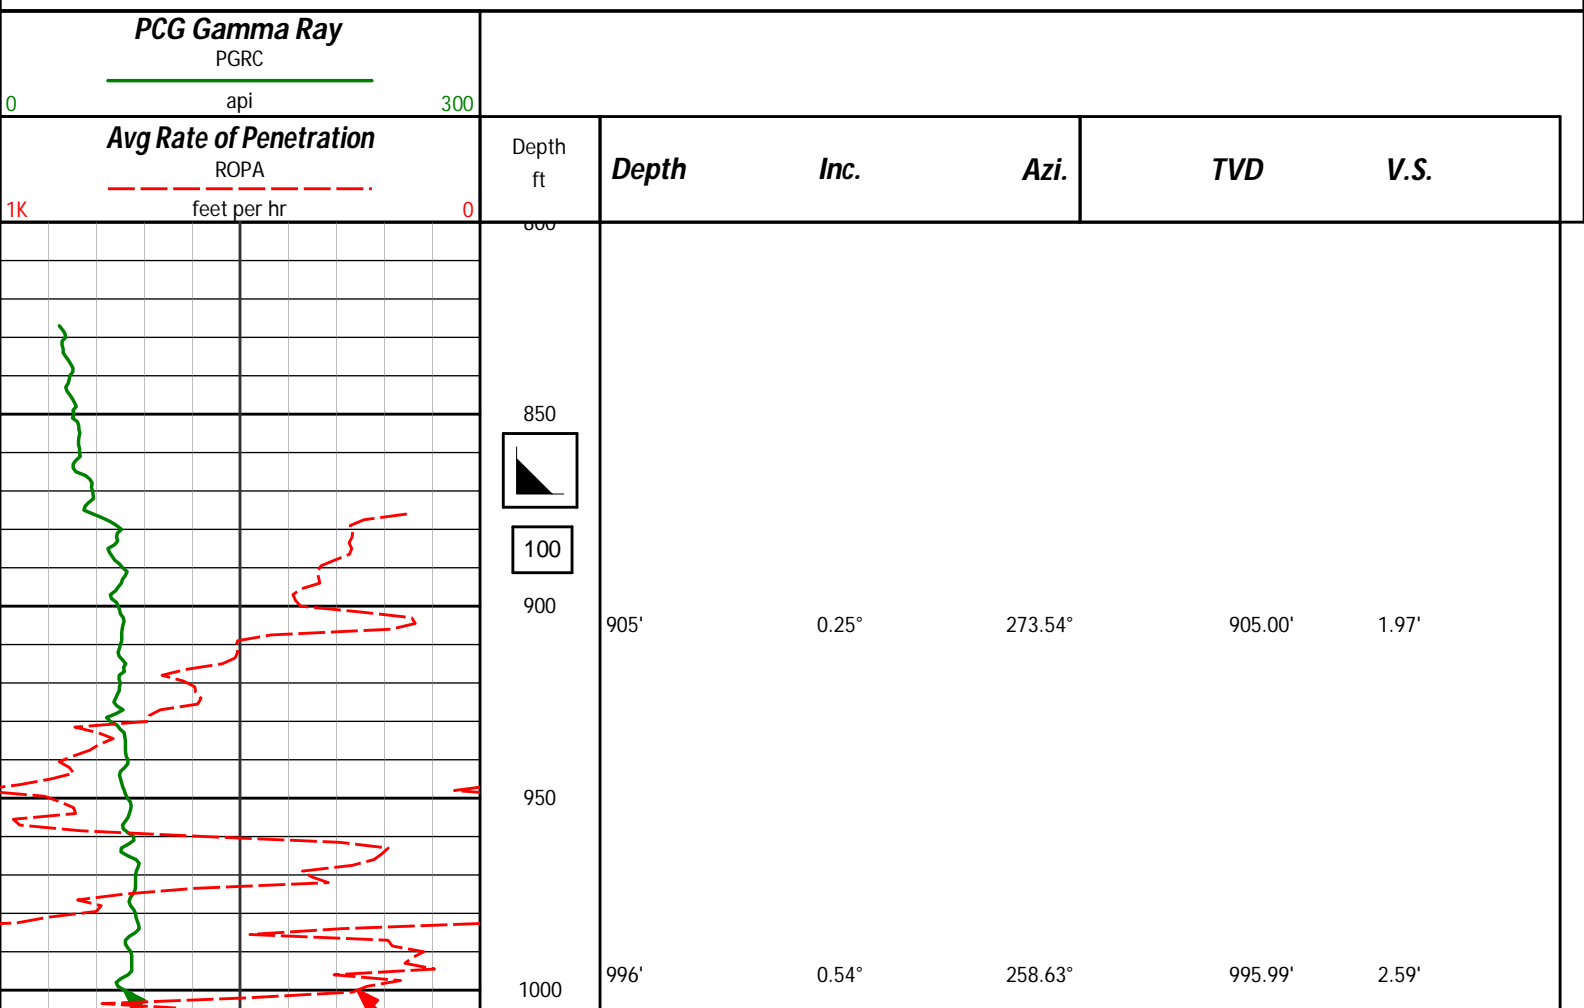 PCG Gamma Ray
PGRC
api
0 300
Avg Rate of Penetration
ROPA
feet per hr
1K 0
Depth
ft
Depth Inc. Azi. TVD V.S.
800
850
100
900
905' 0.25° 273.54° 905.00' 1.97'
950
996' 0.54° 258.63° 995.99' 2.59'
1000